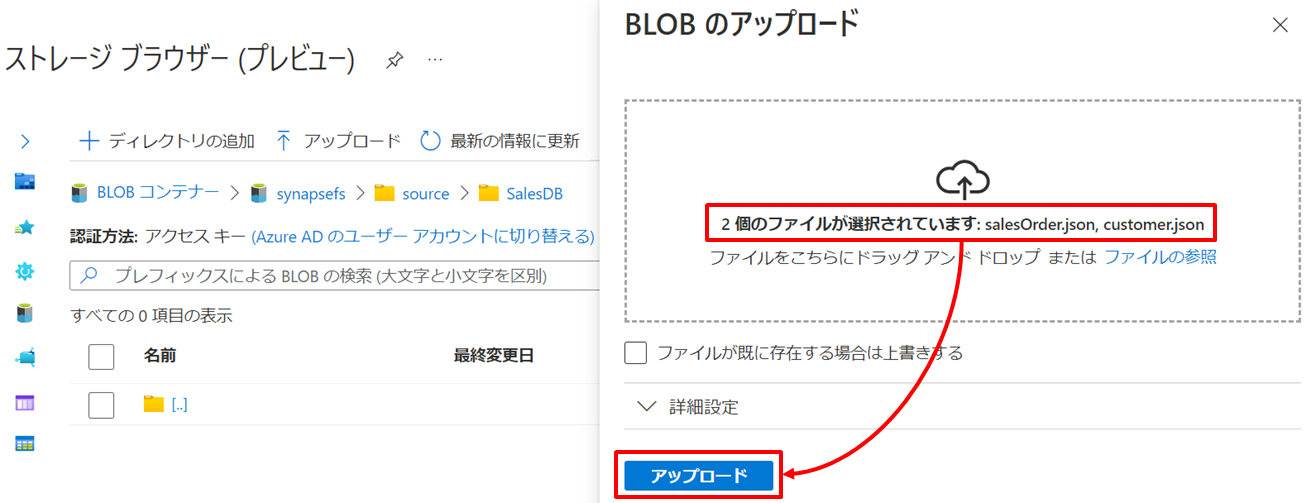 ストレージ ブラウザー (プレビュー) ...
ディレクトリの追加 アップロード 最新の情報に更新
BLOB コンテナー > synapsefs > source > SalesDB
認証方法: アクセス キー (Azure AD のユーザー アカウントに切り替える)
プレフィックスによる BLOB の検索 (大文字と小文字を区別)
すべての 0 項目の表示
名前 最終変更日
[..]
BLOB のアップロード
2 個のファイルが選択されています: salesOrder.json, customer.json
ファイルをこちらにドラッグ アンド ドロップ または ファイルの参照
ファイルが既に存在する場合は上書きする
詳細設定
アップロード